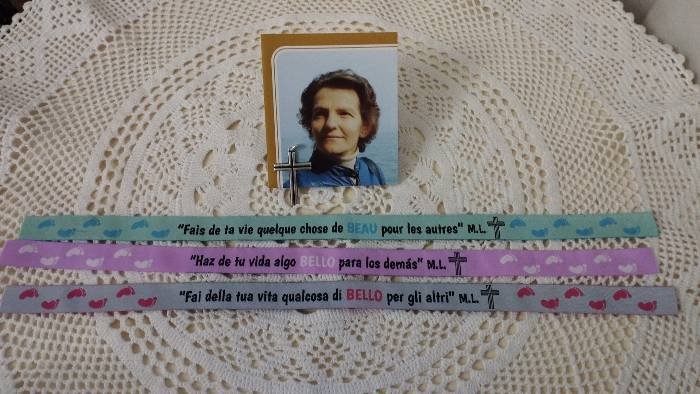 "Fais de ta vie quelque chose de BEAU pour les autres" M.L.
"Haz de tu vida algo BELLO para los demás" M.L.
"Fai della tua vita qualcosa di BELLO per gli altri" M.L.